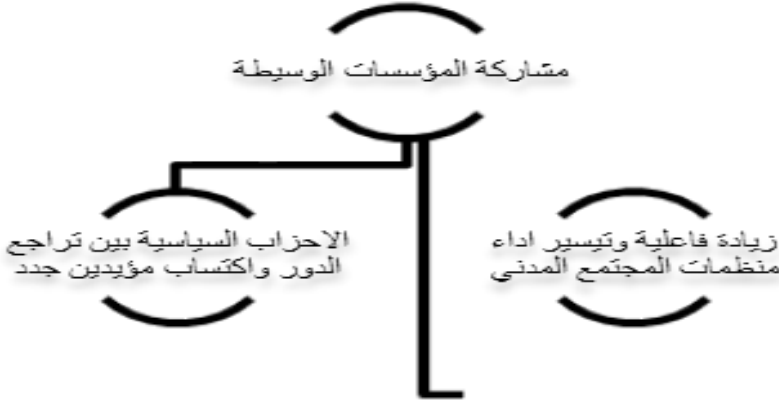 مشاركة المؤسسات الوسيطة
زيادة فاعلية وتيسير اداء
منظمات المجتمع المدني
الاحزاب السياسية بين تراجع
الدور واكتساب مؤيدين جدد